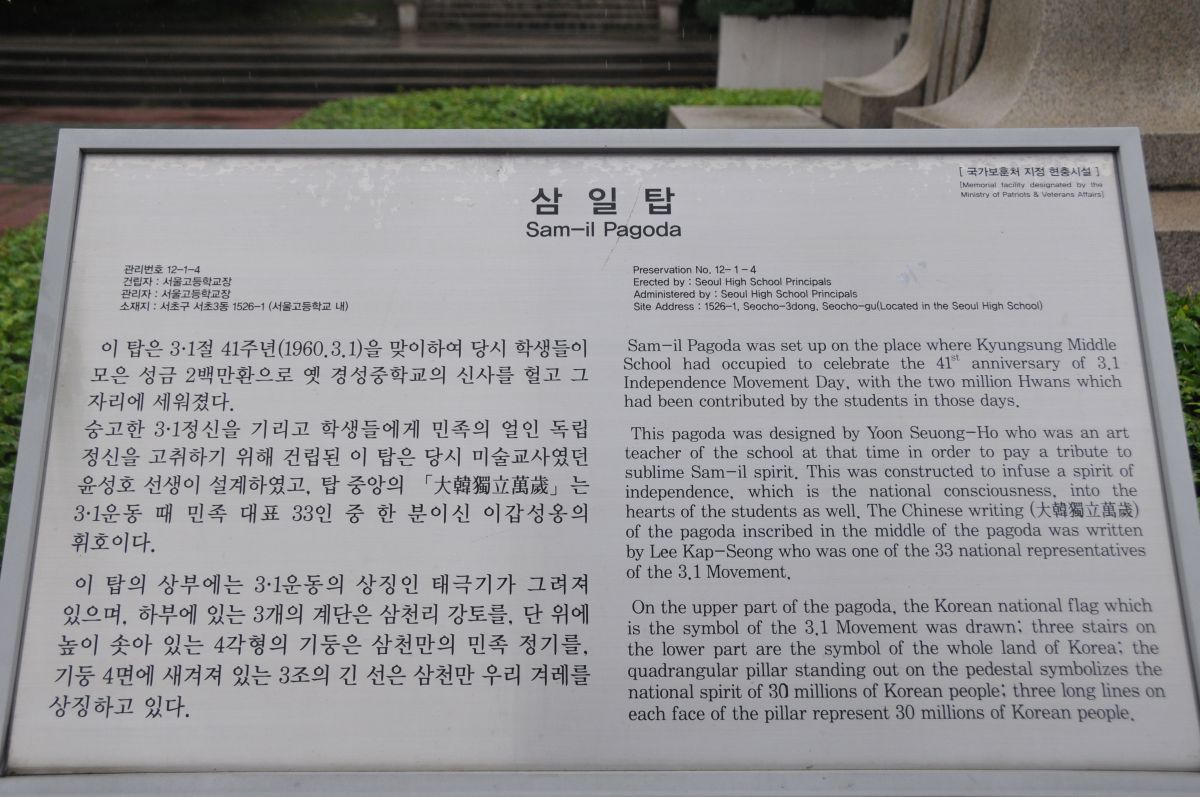 [ 국가보훈처 지정 현충시설 ]
[Memorial facility designated by the
Ministry of Patriots & Veterans Affairs]
삼 일 탑
Sam-il Pagoda
관리번호 12-1-4
건립자 : 서울고등학교장
관리자 : 서울고등학교장
소재지 : 서초구 서초3동 1526-1 (서울고등학교 내)
이 탑은 3·1절 41주년(1960.3.1)을 맞이하여 당시 학생들이
모은 성금 2백만환으로 옛 경성중학교의 신사를 헐고 그
자리에 세워졌다.
숭고한 3·1정신을 기리고 학생들에게 민족의 얼인 독립
정신을 고취하기 위해 건립된 이 탑은 당시 미술교사였던
윤성호 선생이 설계하였고, 탑 중앙의 「大韓獨立萬歲」는
3·1운동 때 민족 대표 33인 중 한 분이신 이갑성옹의
휘호이다.
이 탑의 상부에는 3·1운동의 상징인 태극기가 그려져
있으며, 하부에 있는 3개의 계단은 삼천리 강토를, 단 위에
높이 솟아 있는 4각형의 기둥은 삼천만의 민족 정기를,
기둥 4면에 새겨져 있는 3조의 긴 선은 삼천만 우리 겨레를
상징하고 있다.
Preservation No. 12-1-4
Erected by : Seoul High School Principals
Administered by : Seoul High School Principals
Site Address : 1526-1, Seocho-3dong, Seocho-gu(Located in the Seoul High School)
Sam-il Pagoda was set up on the place where Kyungsung Middle
School had occupied to celebrate the 41st anniversary of 3.1
Independence Movement Day, with the two million Hwans which
had been contributed by the students in those days.
This pagoda was designed by Yoon Seuong-Ho who was an art
teacher of the school at that time in order to pay a tribute to
sublime Sam-il spirit. This was constructed to infuse a spirit of
independence, which is the national consciousness, into the
hearts of the students as well. The Chinese writing (大韓獨立萬歲)
of the pagoda inscribed in the middle of the pagoda was written
by Lee Kap-Seong who was one of the 33 national representatives
of the 3.1 Movement.
On the upper part of the pagoda, the Korean national flag which
is the symbol of the 3.1 Movement was drawn; three stairs on
the lower part are the symbol of the whole land of Korea; the
quadrangular pillar standing out on the pedestal symbolizes the
national spirit of 30 millions of Korean people; three long lines on
each face of the pillar represent 30 millions of Korean people.